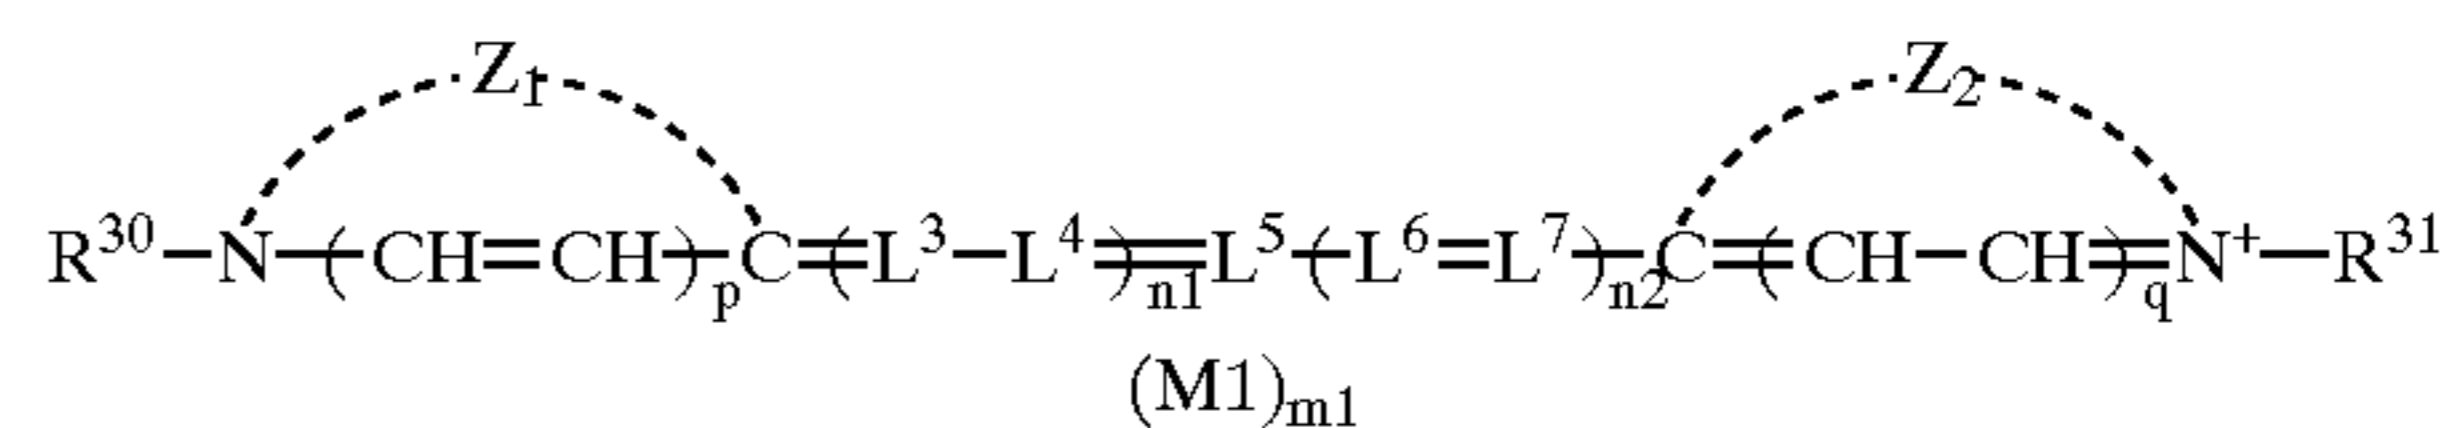 Z₁ Z₂
R³⁰—N—(CH=CH)ₚ—C=(L³—L⁴)ₙ₁=L⁵—(L⁶=L⁷)ₙ₂—C=(CH—CH)q=N⁺—R³¹
(M1)ₘ₁